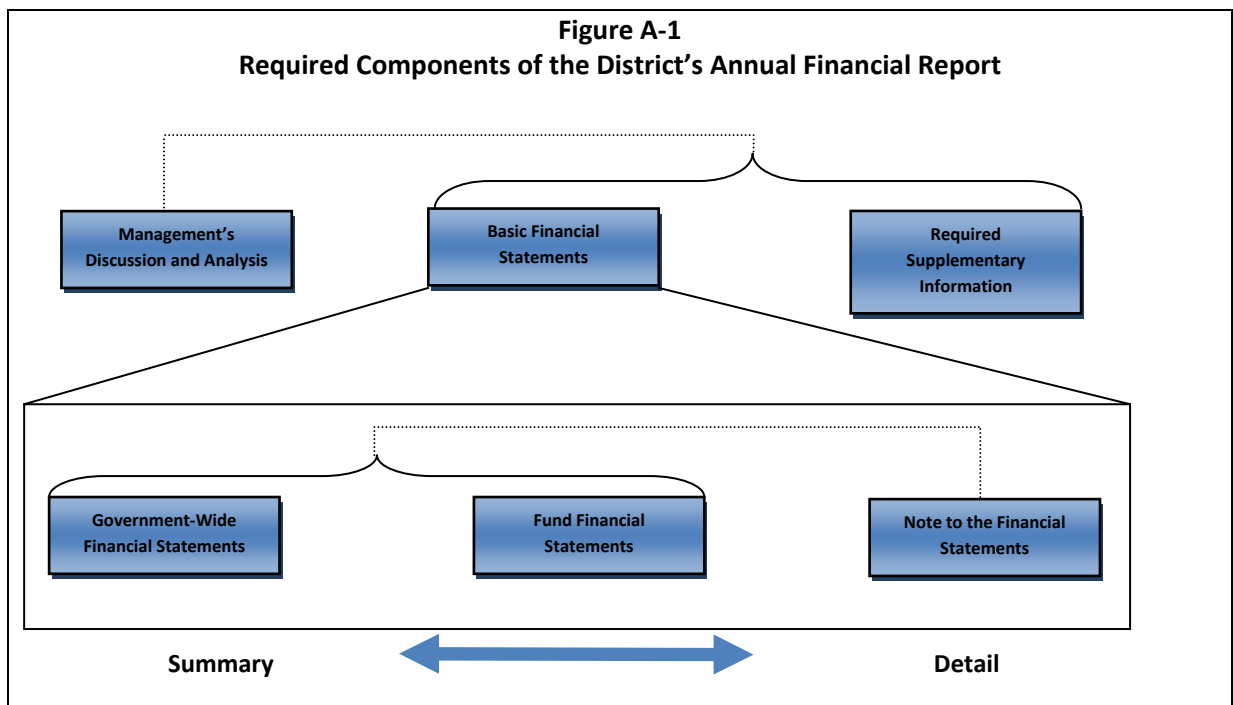 Figure A-1
Required Components of the District’s Annual Financial Report
Management’s
Discussion and Analysis
Basic Financial
Statements
Required
Supplementary
Information
Government-Wide
Financial Statements
Fund Financial
Statements
Note to the Financial
Statements
Summary
Detail